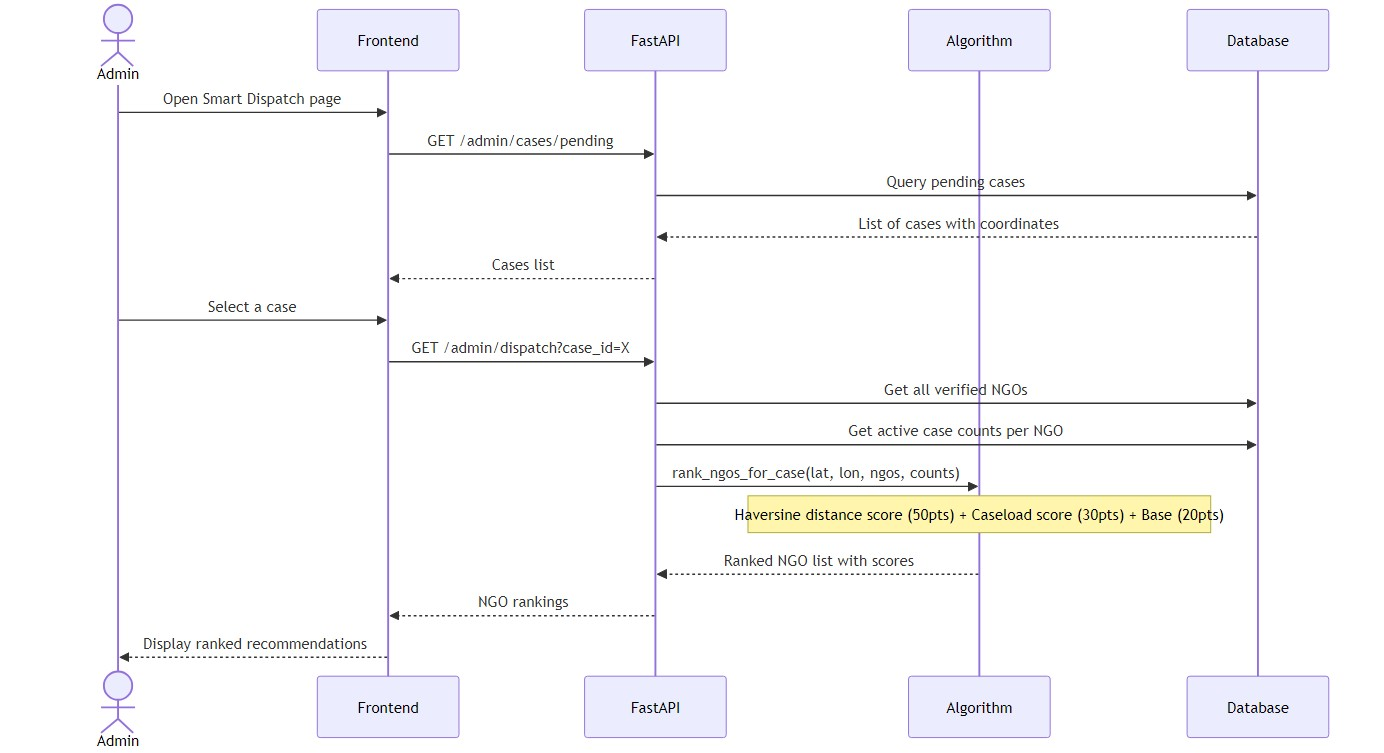 Admin
Frontend
FastAPI
Algorithm
Database
Open Smart Dispatch page
GET /admin/cases/pending
Query pending cases
List of cases with coordinates
Cases list
Select a case
GET /admin/dispatch?case_id=X
Get all verified NGOs
Get active case counts per NGO
rank_ngos_for_case(lat, lon, ngos, counts)
Haversine distance score (50pts) + Caseload score (30pts) + Base (20pts)
Ranked NGO list with scores
NGO rankings
Display ranked recommendations
Admin
Frontend
FastAPI
Algorithm
Database